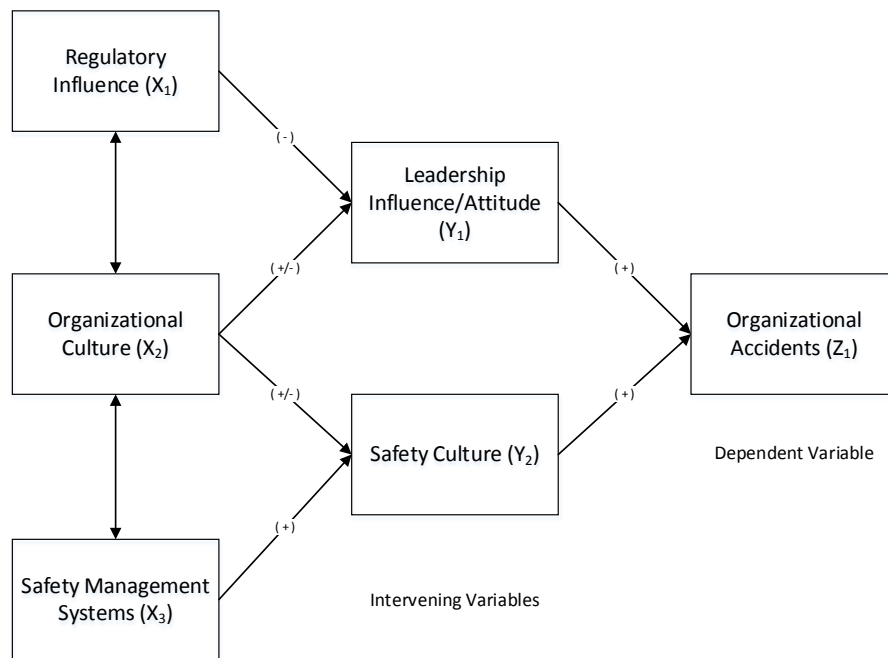 Regulatory
Influence (X₁)
(-)
Leadership
Influence/Attitude
(Y₁)
(+/-)
(+)
Organizational
Culture (X₂)
Organizational
Accidents (Z₁)
(+/-)
(+)
Safety Culture (Y₂)
Dependent Variable
(+)
Safety Management
Systems (X₃)
Intervening Variables